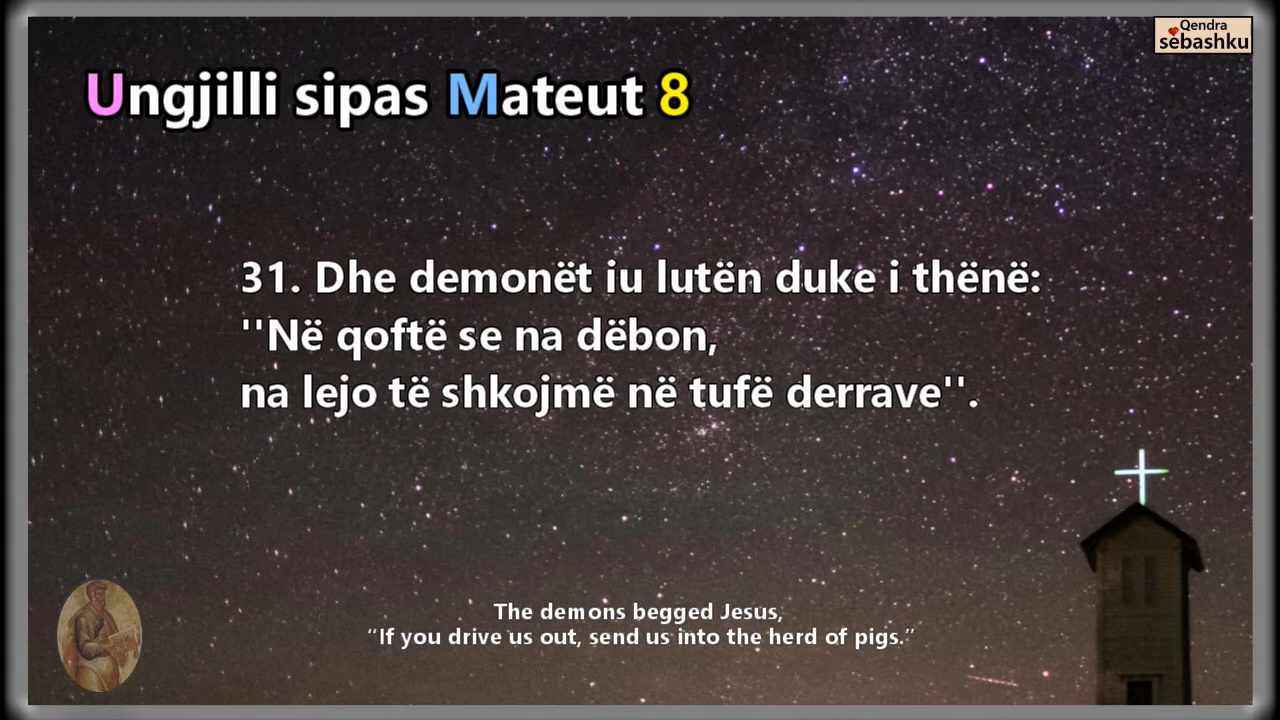 Qendra
sëbashku
Ungjilli sipas Mateut 8
31. Dhe demonët iu lutën duke i thënë:
''Në qoftë se na dëbon,
na lejo të shkojmë në tufë derrave''.
The demons begged Jesus,
“If you drive us out, send us into the herd of pigs.”